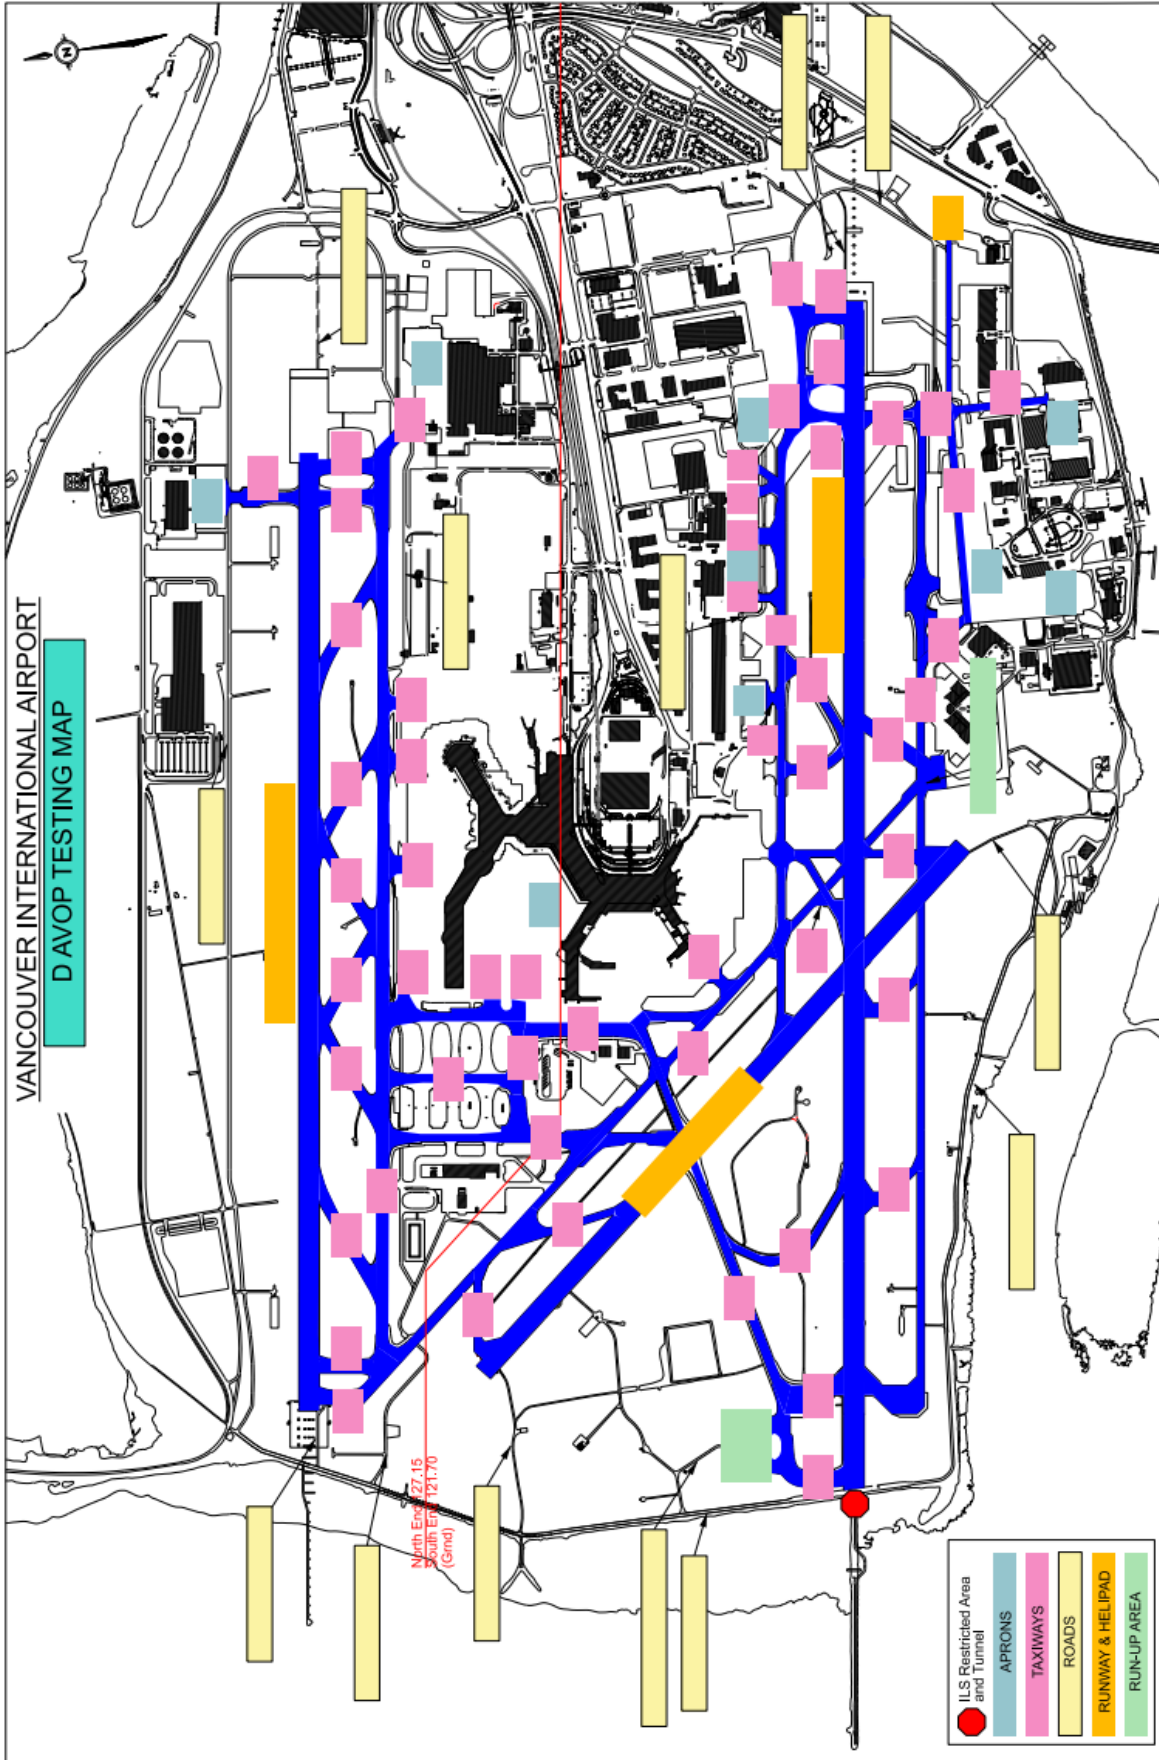 VANCOUVER INTERNATIONAL AIRPORT
D AVOP TESTING MAP
N
North End 127.15
South End 121.70
(Grnd)
ILS Restricted Area
and Tunnel
APRONS
TAXIWAYS
ROADS
RUNWAY & HELIPAD
RUN-UP AREA